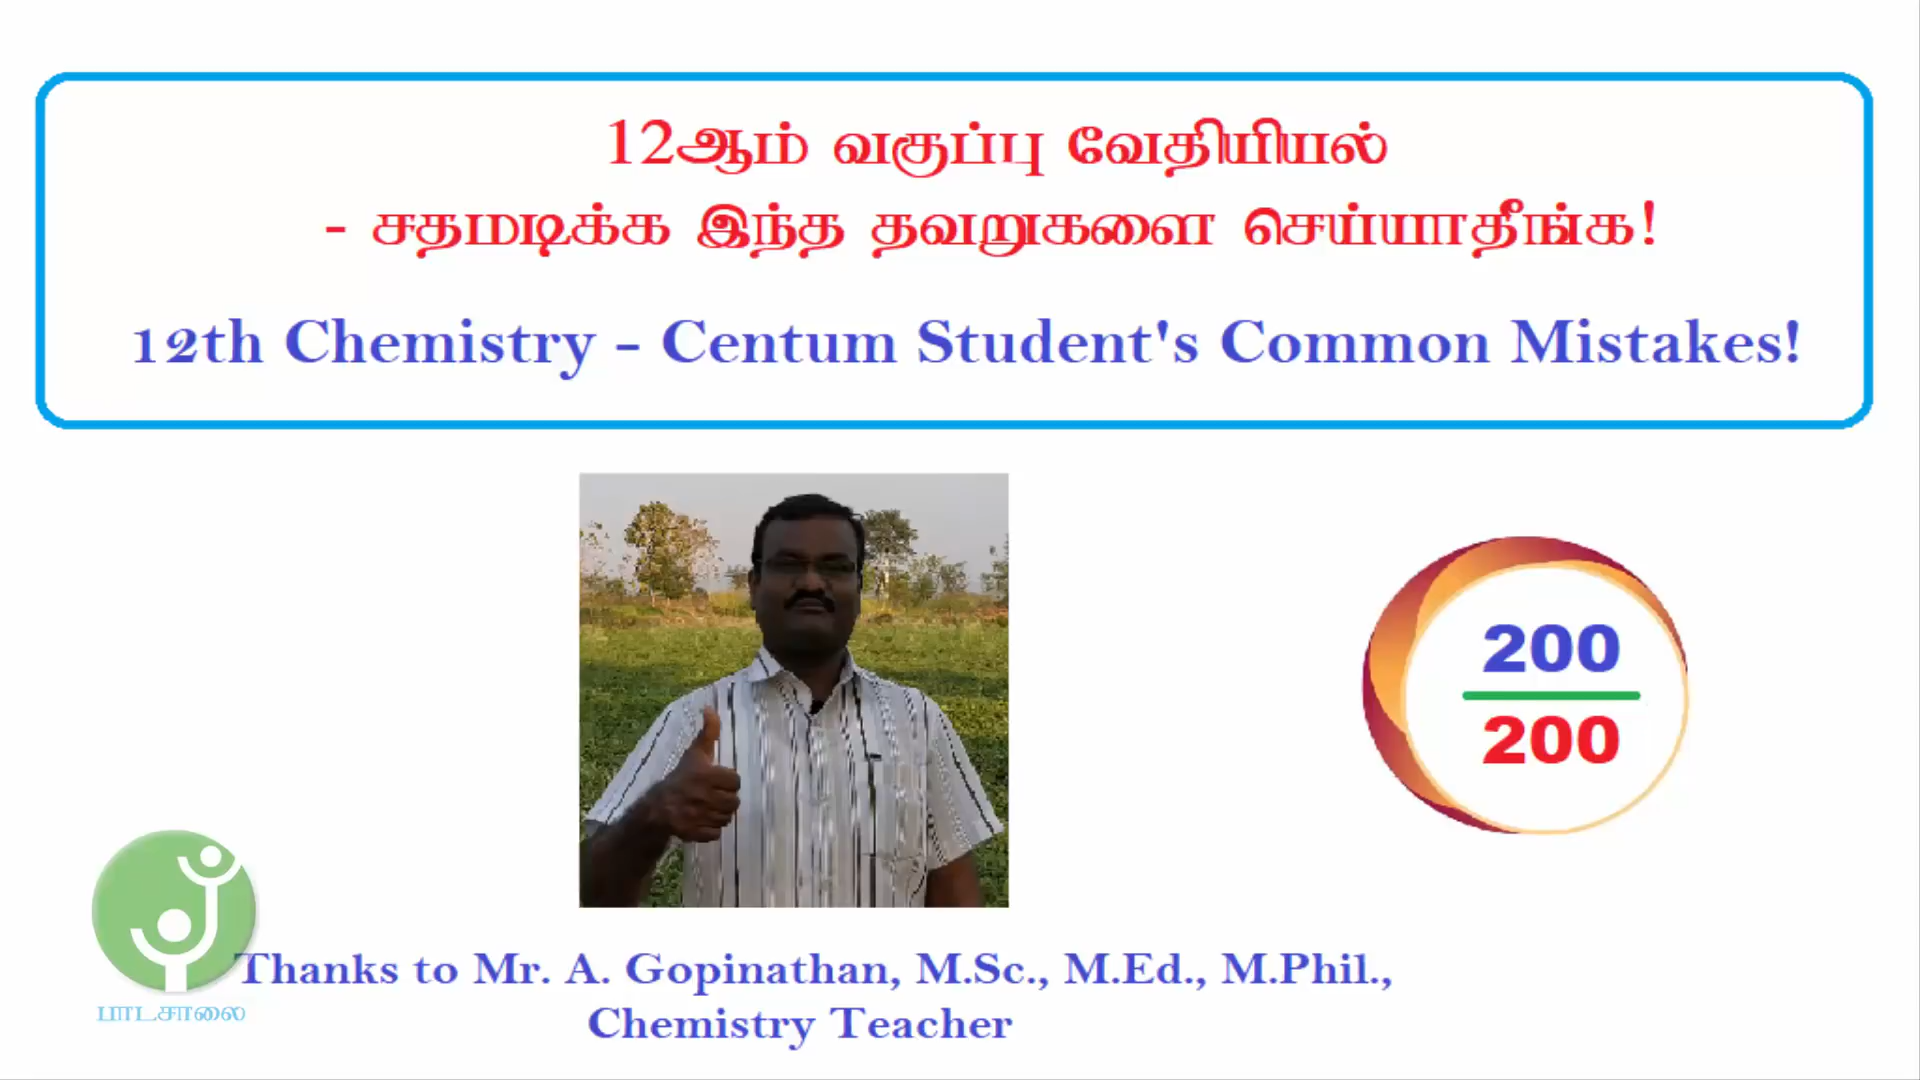 12ஆம் வகுப்பு வேதியியல்
- சதமடிக்க இந்த தவறுகளை செய்யாதீங்க!
12th Chemistry - Centum Student's Common Mistakes!
200
200
பாடசாலை
Thanks to Mr. A. Gopinathan, M.Sc., M.Ed., M.Phil.,
Chemistry Teacher